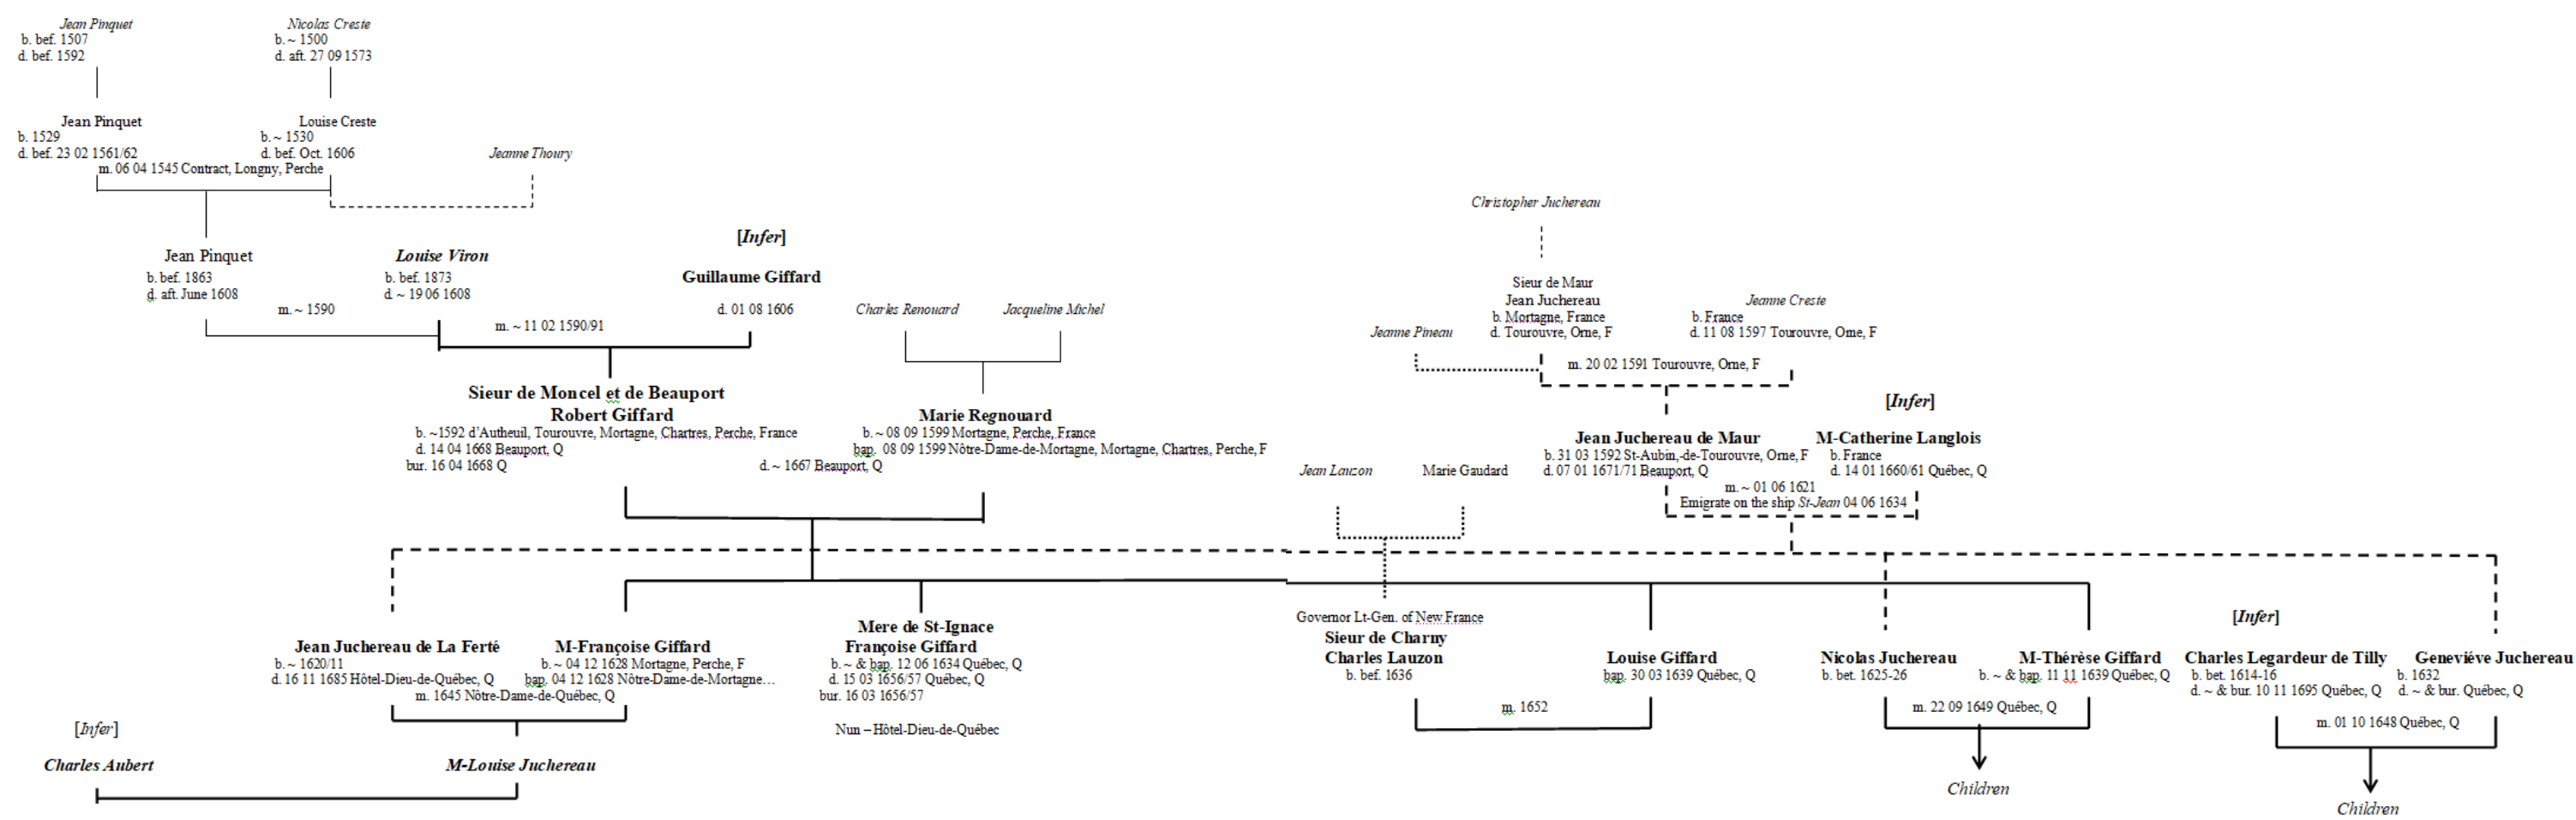 Jean Pinquet
b. bef. 1507
d. bef. 1592
Nicolas Creste
b. ~ 1500
d. aft. 27 09 1573
Jean Pinquet
b. 1529
d. bef. 23 02 1561/62
Louise Creste
b. ~ 1530
d. bef. Oct. 1606
m. 06 04 1545 Contract, Longny, Perche
Jeanne Thoury
Jean Pinquet
b. bef. 1863
d. aft. June 1608
Louise Viron
b. bef. 1873
d. ~ 19 06 1608
m. ~ 1590
[Infer]
Guillaume Giffard
d. 01 08 1606
m. ~ 11 02 1590/91
Charles Renouard
Jacqueline Michel
Sieur de Moncel et de Beauport
Robert Giffard
b. ~1592 d'Autheuil, Tourouvre, Mortagne, Chartres, Perche, France
d. 14 04 1668 Beauport, Q
bur. 16 04 1668 Q
Marie Regnouard
b. ~ 08 09 1599 Mortagne, Perche, France
bap. 08 09 1599 Nôtre-Dame-de-Mortagne, Mortagne, Chartres, Perche, F
d. ~ 1667 Beauport, Q
Christopher Juchereau
Sieur de Maur
Jean Juchereau
b. Mortagne, France
d. Tourouvre, Orne, F
Jeanne Pineau
Jeanne Creste
b. France
d. 11 08 1597 Tourouvre, Orne, F
m. 20 02 1591 Tourouvre, Orne, F
[Infer]
Jean Juchereau de Maur
b. 31 03 1592 St-Aubin,-de-Tourouvre, Orne, F
d. 07 01 1671/71 Beauport, Q
M-Catherine Langlois
b. France
d. 14 01 1660/61 Québec, Q
m. ~ 01 06 1621
Emigrate on the ship St-Jean 04 06 1634
Jean Lauzon
Marie Gaudard
Jean Juchereau de La Ferté
b. ~ 1620/11
d. 16 11 1685 Hôtel-Dieu-de-Québec, Q
M-Françoise Giffard
b. ~ 04 12 1628 Mortagne, Perche, F
bap. 04 12 1628 Nôtre-Dame-de-Mortagne…
m. 1645 Nôtre-Dame-de-Québec, Q
Mere de St-Ignace
Françoise Giffard
b. ~ & bap. 12 06 1634 Québec, Q
d. 15 03 1656/57 Québec, Q
bur. 16 03 1656/57
Nun – Hôtel-Dieu-de-Québec
Governor Lt-Gen. of New France
Sieur de Charny
Charles Lauzon
b. bef. 1636
Louise Giffard
bap. 30 03 1639 Québec, Q
m. 1652
Nicolas Juchereau
b. bet. 1625-26
M-Thérèse Giffard
b. ~ & bap. 11 11 1639 Québec, Q
m. 22 09 1649 Québec, Q
Children
[Infer]
Charles Legardeur de Tilly
b. bet. 1614-16
d. ~ & bur. 10 11 1695 Québec, Q
Geneviéve Juchereau
b. 1632
d. ~ & bur. Québec, Q
m. 01 10 1648 Québec, Q
Children
[Infer]
Charles Aubert
M-Louise Juchereau